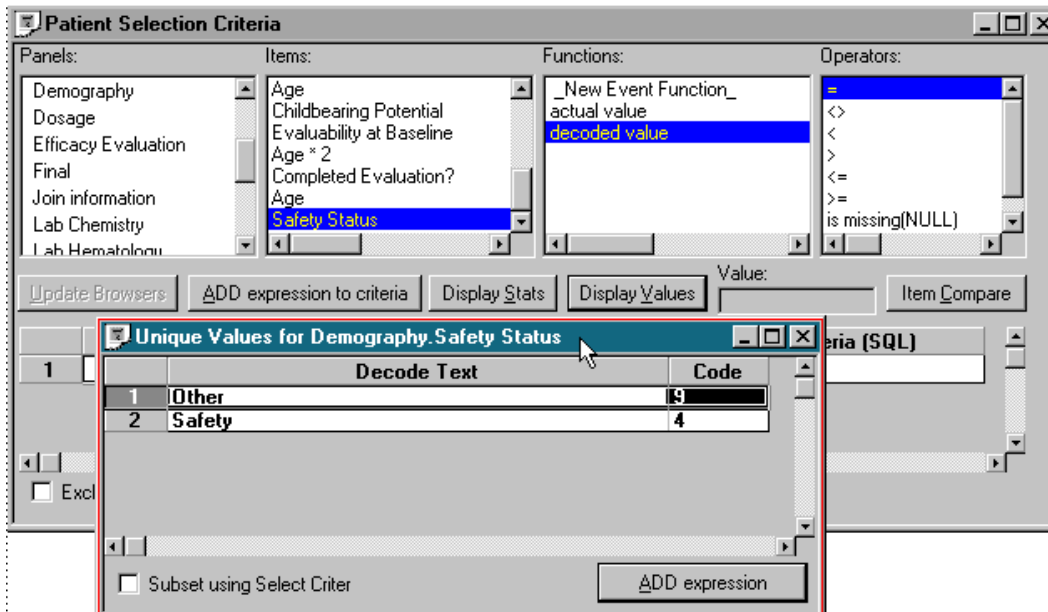 Patient Selection Criteria
Panels: Items: Functions: Operators:
Demography
Dosage
Efficacy Evaluation
Final
Join information
Lab Chemistry
Lab Hematology
Age
Childbearing Potential
Evaluability at Baseline
Age * 2
Completed Evaluation?
Age
Safety Status
_New Event Function_
actual value
decoded value
=
<>
<
>
<=
>=
is missing(NULL)
Update Browsers ADD expression to criteria Display Stats Display Values Value: Item Compare
eria (SQL)
1
Excl
Unique Values for Demography.Safety Status
Decode Text Code
1 Other 9
2 Safety 4
Subset using Select Criter ADD expression